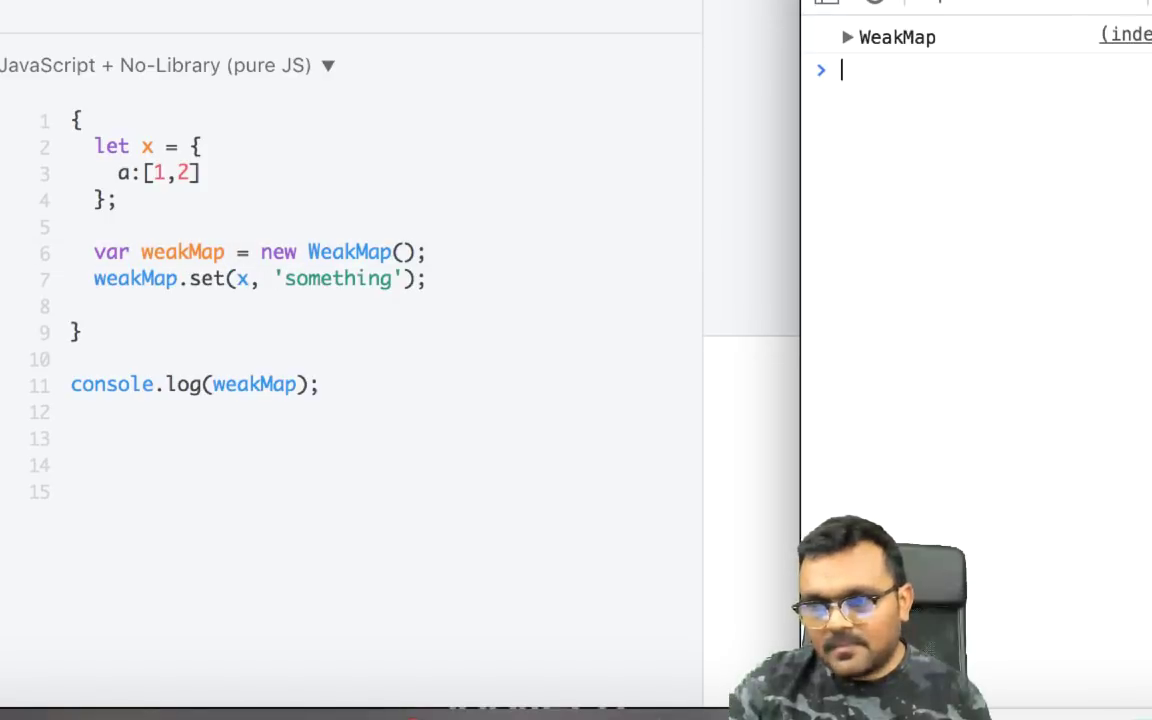 JavaScript + No-Library (pure JS) ▼
1 {
2 let x = {
3 a:[1,2]
4 };
5
6 var weakMap = new WeakMap();
7 weakMap.set(x, 'something');
8
9 }
10
11 console.log(weakMap);
12
13
14
15
▶ WeakMap (inde
>